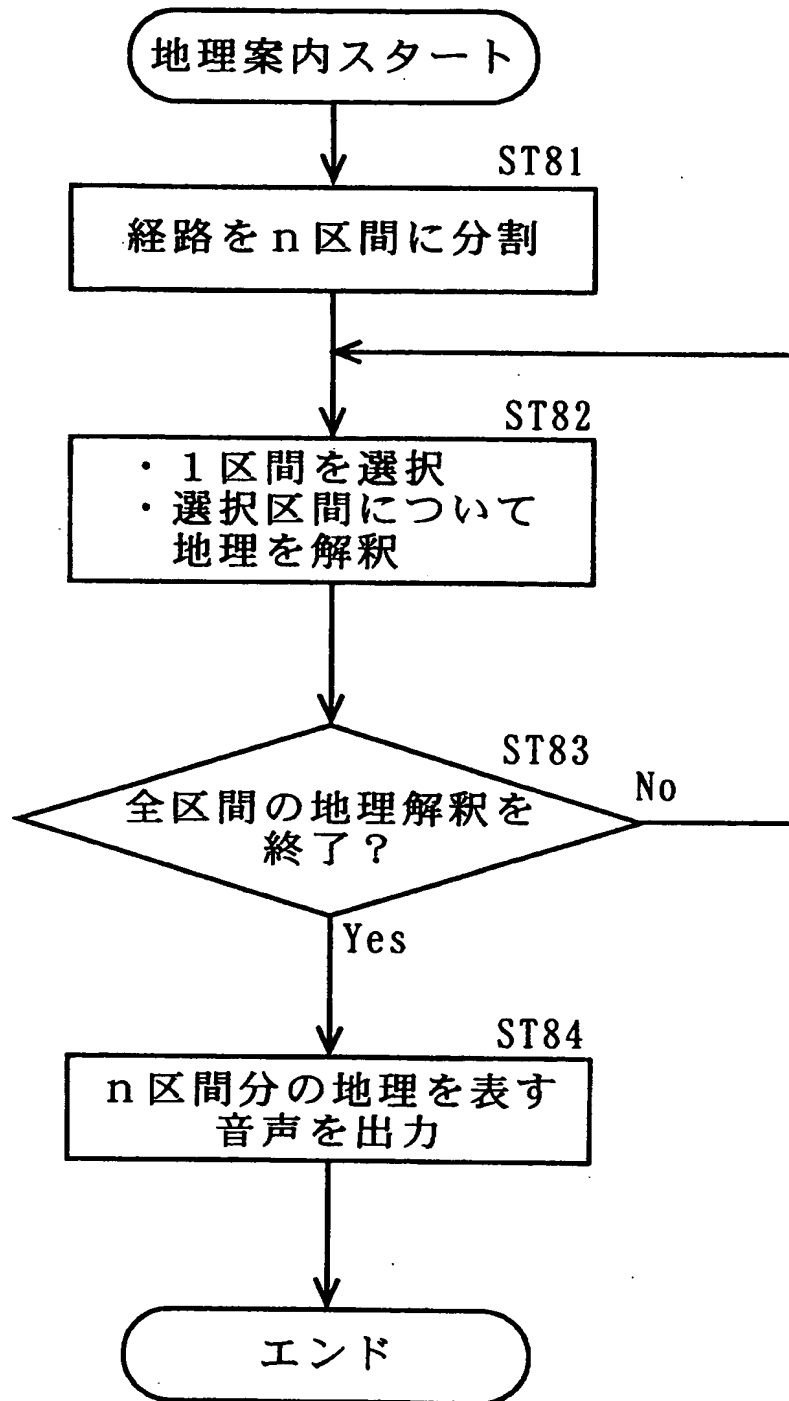 地理案内スタート
ST81
経路をn区間に分割
ST82
・1区間を選択
・選択区間について
地理を解釈
ST83
全区間の地理解釈を
終了?
No
Yes
ST84
n区間分の地理を表す
音声を出力
エンド